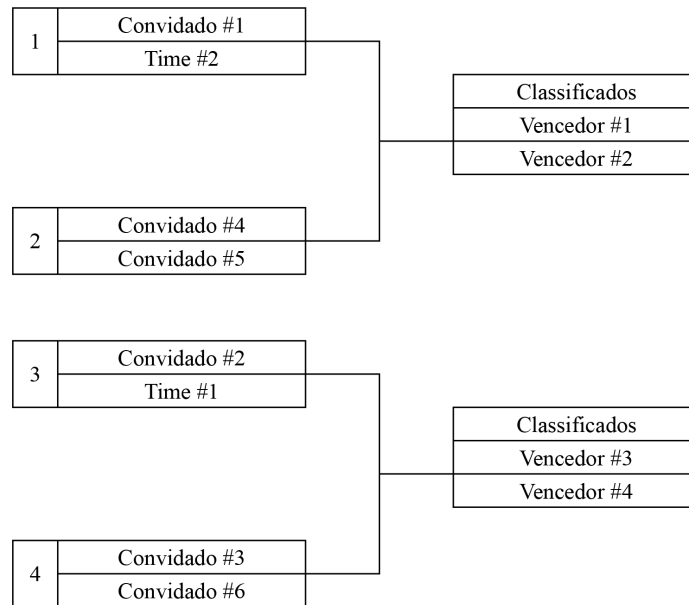 1
Convidado #1
Time #2
Classificados
Vencedor #1
Vencedor #2
2
Convidado #4
Convidado #5
3
Convidado #2
Time #1
Classificados
Vencedor #3
Vencedor #4
4
Convidado #3
Convidado #6